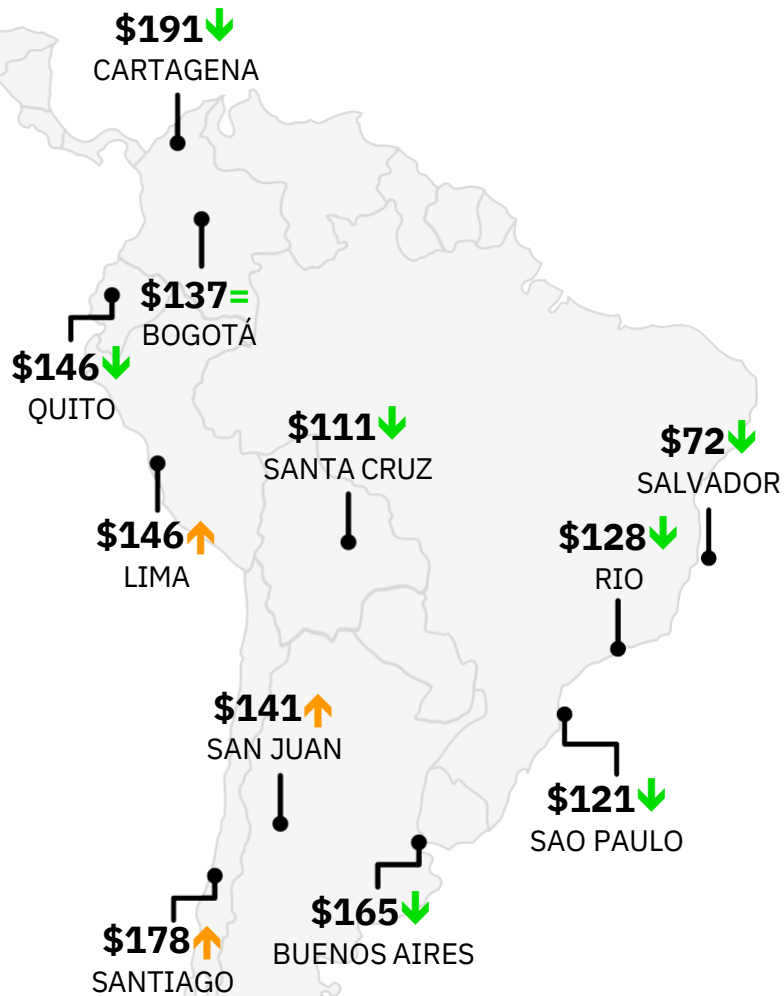 $191↓
CARTAGENA
$137=
BOGOTÁ
$146↓
QUITO
$111↓
SANTA CRUZ
$72↓
SALVADOR
$146↑
LIMA
$128↓
RIO
$141↑
SAN JUAN
$121↓
SAO PAULO
$165↓
BUENOS AIRES
$178↑
SANTIAGO